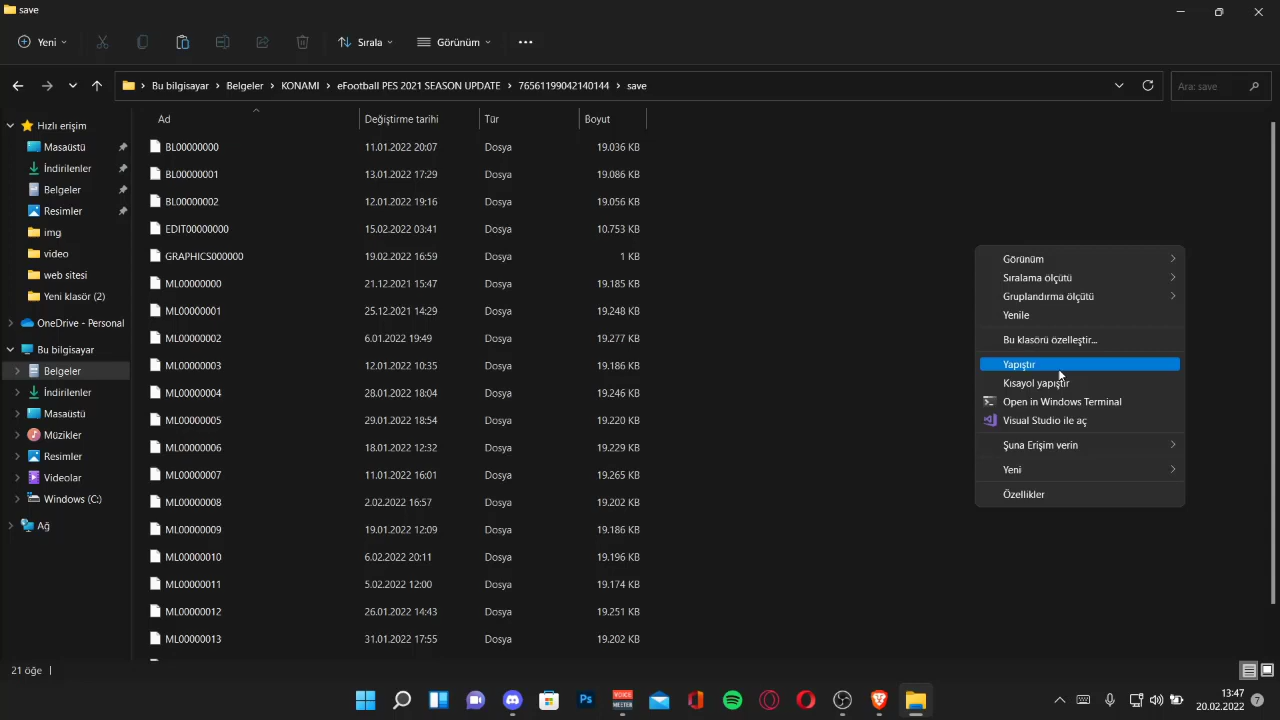 save
Yeni
Sırala
Görünüm
Bu bilgisayar > Belgeler > KONAMI > eFootball PES 2021 SEASON UPDATE > 76561199042140144 > save
Ara: save
Ad Değiştirme tarihi Tür Boyut
Hızlı erişim
Masaüstü
İndirilenler
Belgeler
Resimler
img
video
web sitesi
Yeni klasör (2)
OneDrive - Personal
Bu bilgisayar
Belgeler
İndirilenler
Masaüstü
Müzikler
Resimler
Videolar
Windows (C:)
Ağ
BL00000000 11.01.2022 20:07 Dosya 19.036 KB
BL00000001 13.01.2022 17:29 Dosya 19.086 KB
BL00000002 12.01.2022 19:16 Dosya 19.056 KB
EDIT00000000 15.02.2022 03:41 Dosya 10.753 KB
GRAPHICS000000 19.02.2022 16:59 Dosya 1 KB
ML00000000 21.12.2021 15:47 Dosya 19.185 KB
ML00000001 25.12.2021 14:29 Dosya 19.248 KB
ML00000002 6.01.2022 19:49 Dosya 19.277 KB
ML00000003 12.01.2022 10:35 Dosya 19.186 KB
ML00000004 28.01.2022 18:04 Dosya 19.246 KB
ML00000005 29.01.2022 18:54 Dosya 19.220 KB
ML00000006 18.01.2022 12:32 Dosya 19.229 KB
ML00000007 11.01.2022 16:01 Dosya 19.265 KB
ML00000008 2.02.2022 16:57 Dosya 19.202 KB
ML00000009 19.01.2022 12:09 Dosya 19.186 KB
ML00000010 6.02.2022 20:11 Dosya 19.196 KB
ML00000011 5.02.2022 12:00 Dosya 19.174 KB
ML00000012 26.01.2022 14:43 Dosya 19.251 KB
ML00000013 31.01.2022 17:55 Dosya 19.202 KB
Görünüm
Sıralama ölçütü
Gruplandırma ölçütü
Yenile
Bu klasörü özelleştir...
Yapıştır
Kısayol yapıştır
Open in Windows Terminal
Visual Studio ile aç
Şuna Erişim verin
Yeni
Özellikler
21 öğe
Ps
VOICE
MEETER
13:47
20.02.2022
7